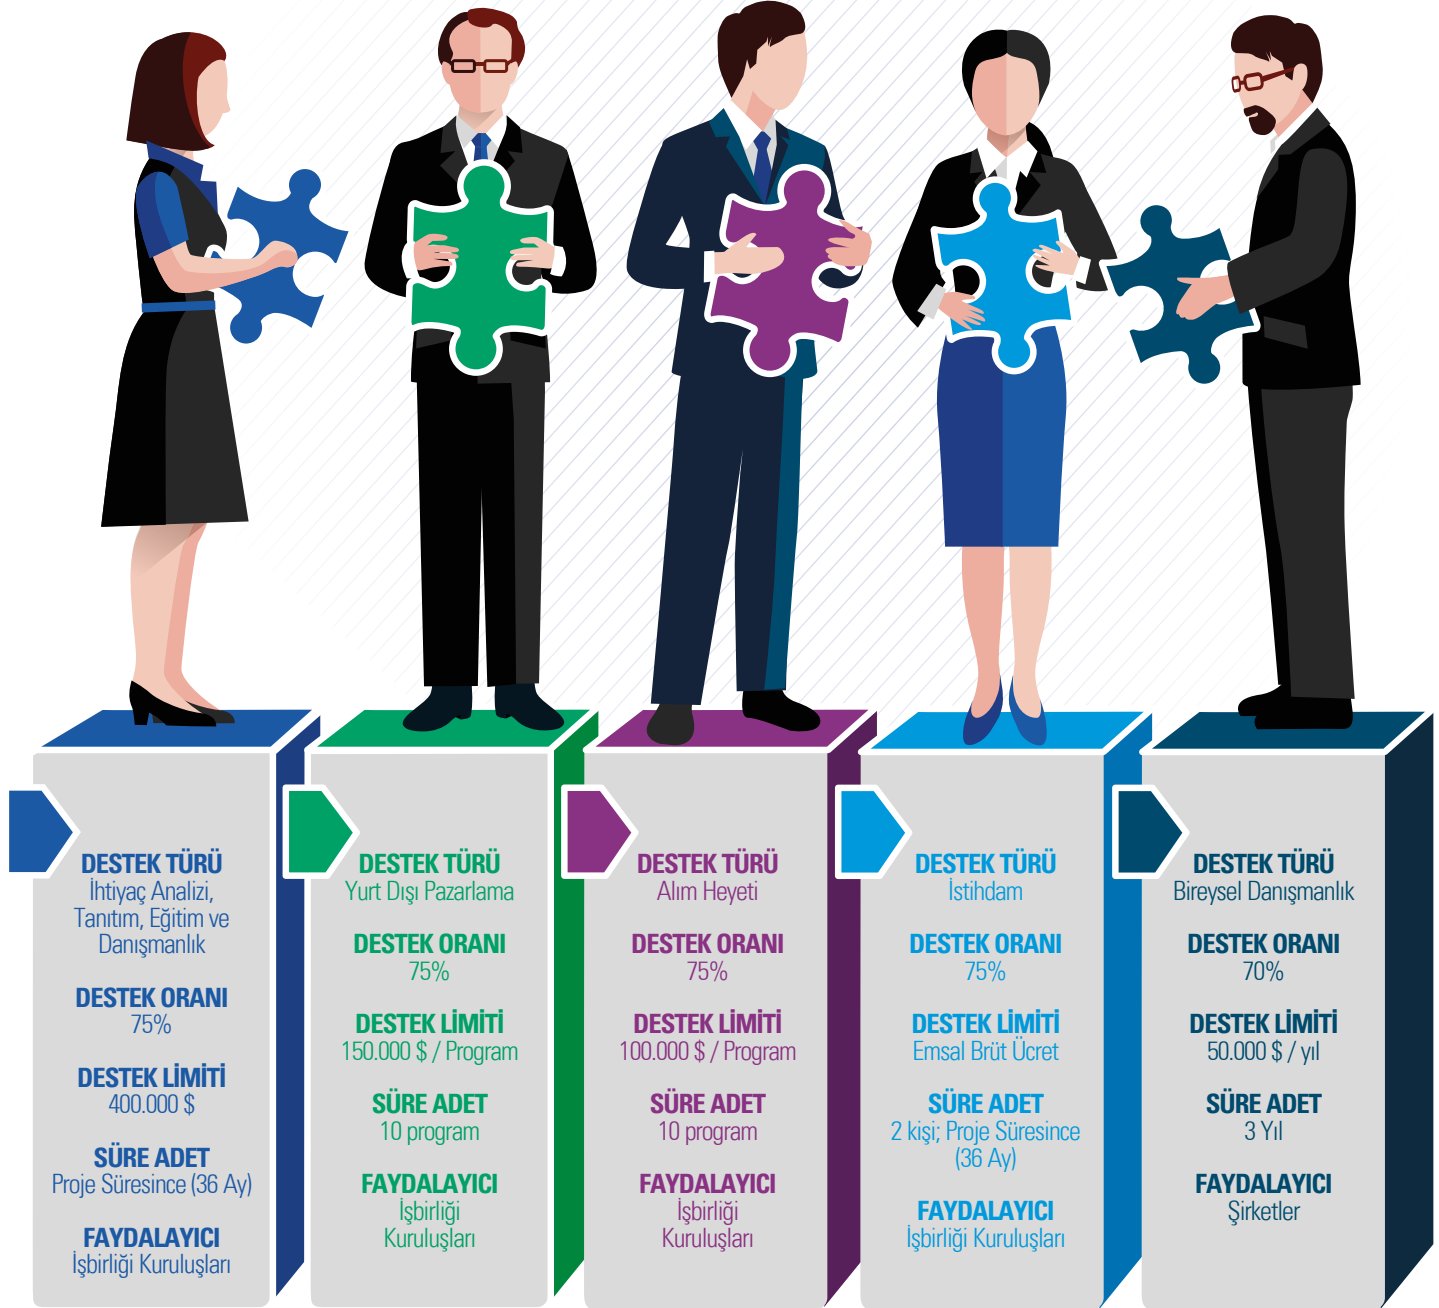 DESTEK TÜRÜ
İhtiyaç Analizi,
Tanıtım, Eğitim ve
Danışmanlık
DESTEK ORANI
75%
DESTEK LİMİTİ
400.000 $
SÜRE ADET
Proje Süresince (36 Ay)
FAYDALAYICI
İşbirliği Kuruluşları
DESTEK TÜRÜ
Yurt Dışı Pazarlama
DESTEK ORANI
75%
DESTEK LİMİTİ
150.000 $ / Program
SÜRE ADET
10 program
FAYDALAYICI
İşbirliği
Kuruluşları
DESTEK TÜRÜ
Alım Heyeti
DESTEK ORANI
75%
DESTEK LİMİTİ
100.000 $ / Program
SÜRE ADET
10 program
FAYDALAYICI
İşbirliği
Kuruluşları
DESTEK TÜRÜ
İstihdam
DESTEK ORANI
75%
DESTEK LİMİTİ
Emsal Brüt Ücret
SÜRE ADET
2 kişi; Proje Süresince
(36 Ay)
FAYDALAYICI
İşbirliği Kuruluşları
DESTEK TÜRÜ
Bireysel Danışmanlık
DESTEK ORANI
70%
DESTEK LİMİTİ
50.000 $ / yıl
SÜRE ADET
3 Yıl
FAYDALAYICI
Şirketler